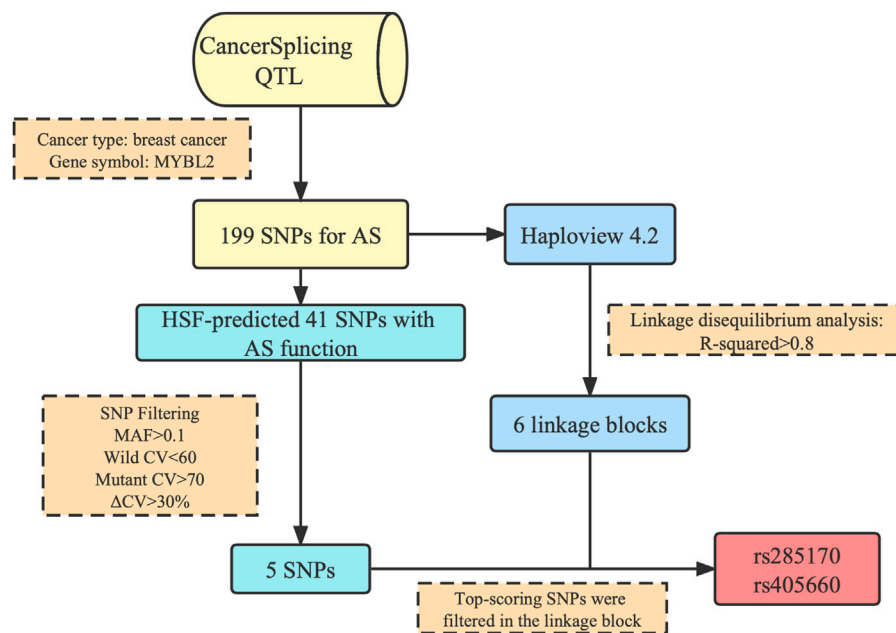 CancerSplicing
QTL
Cancer type: breast cancer
Gene symbol: MYBL2
199 SNPs for AS
Haploview 4.2
HSF-predicted 41 SNPs with
AS function
Linkage disequilibrium analysis:
R-squared>0.8
SNP Filtering
MAF>0.1
Wild CV<60
Mutant CV>70
ΔCV>30%
6 linkage blocks
5 SNPs
rs285170
rs405660
Top-scoring SNPs were
filtered in the linkage block